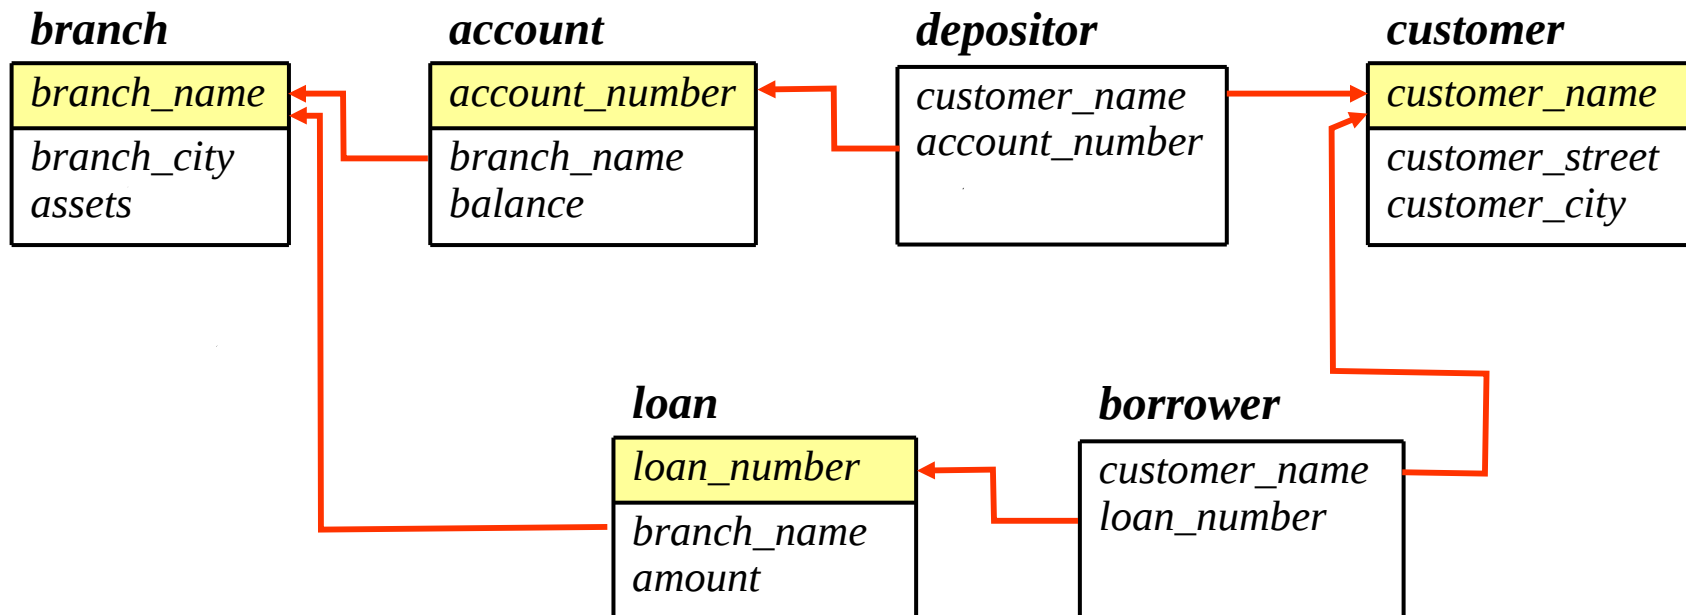 branch
branch_name
branch_city
assets
account
account_number
branch_name
balance
depositor
customer_name
account_number
customer
customer_name
customer_street
customer_city
loan
loan_number
branch_name
amount
borrower
customer_name
loan_number